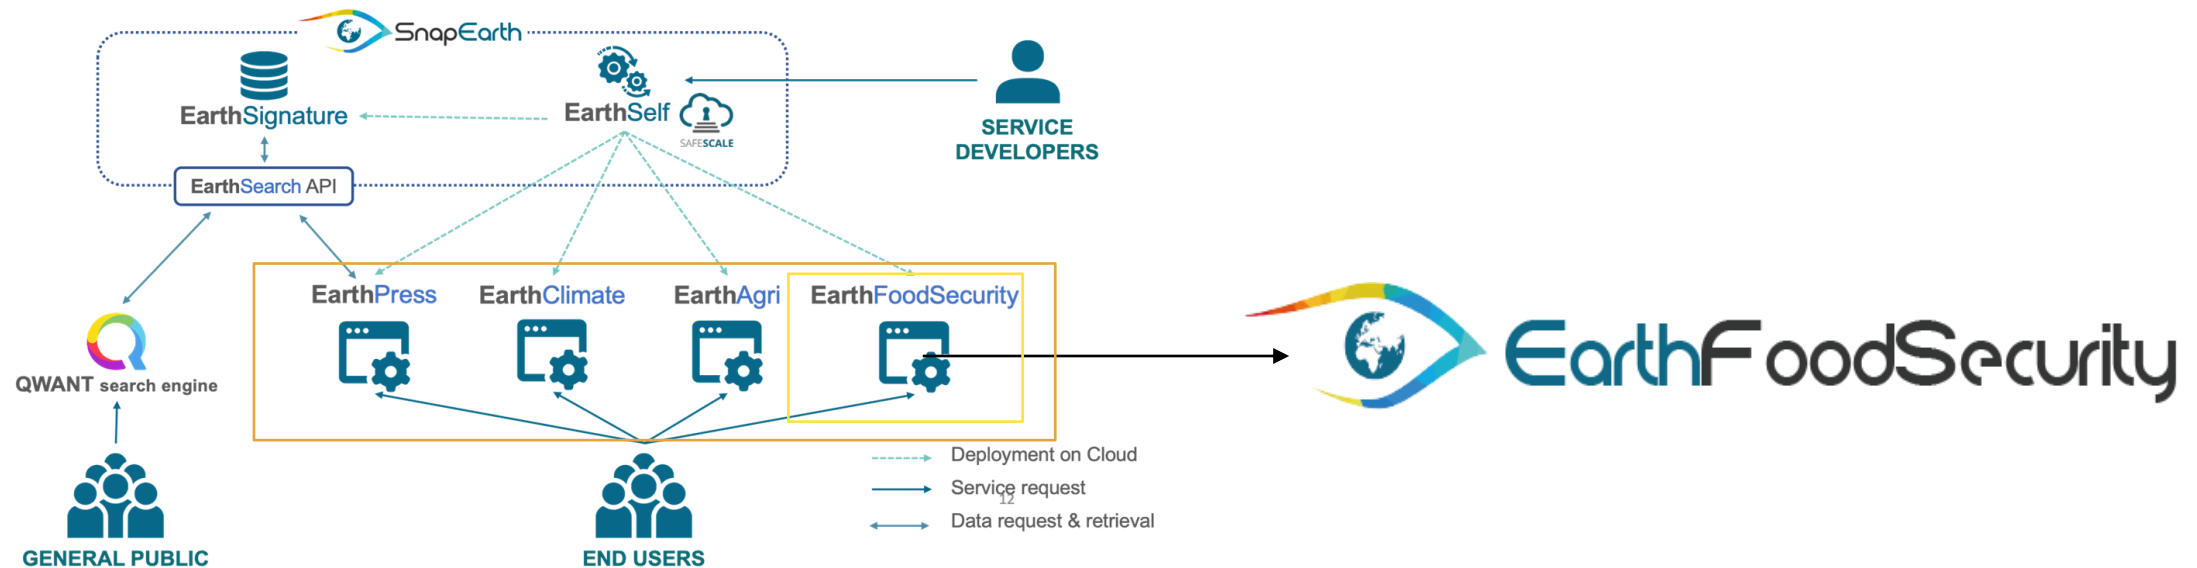 SnapEarth
EarthSignature
EarthSelf
SAFESCALE
SERVICE
DEVELOPERS
EarthSearch API
EarthPress
EarthClimate
EarthAgri
EarthFoodSecurity
EarthFoodSecurity
QWANT search engine
Deployment on Cloud
Service request
12
Data request & retrieval
GENERAL PUBLIC
END USERS